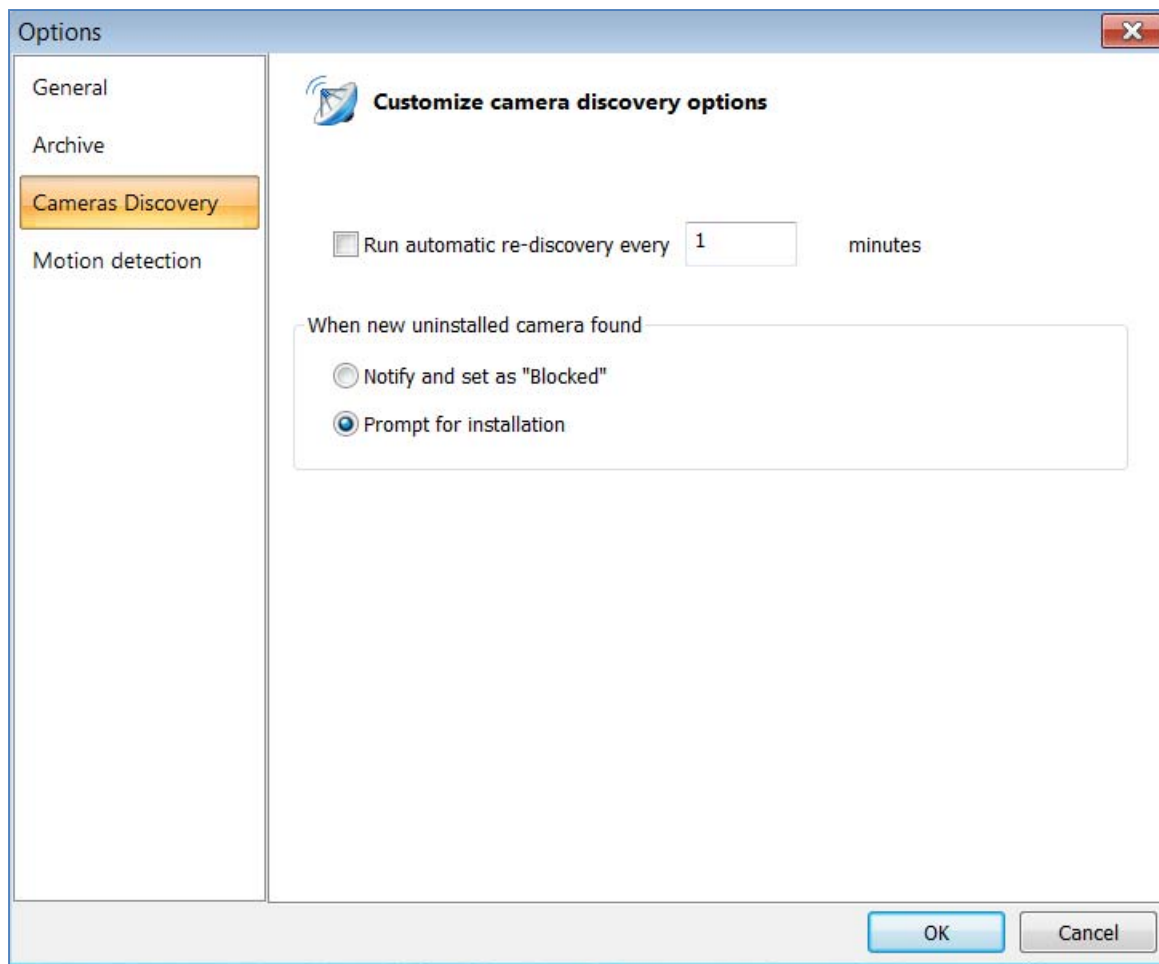 Options
General
Archive
Cameras Discovery
Motion detection
Customize camera discovery options
Run automatic re-discovery every 1 minutes
When new uninstalled camera found
Notify and set as "Blocked"
Prompt for installation
OK
Cancel